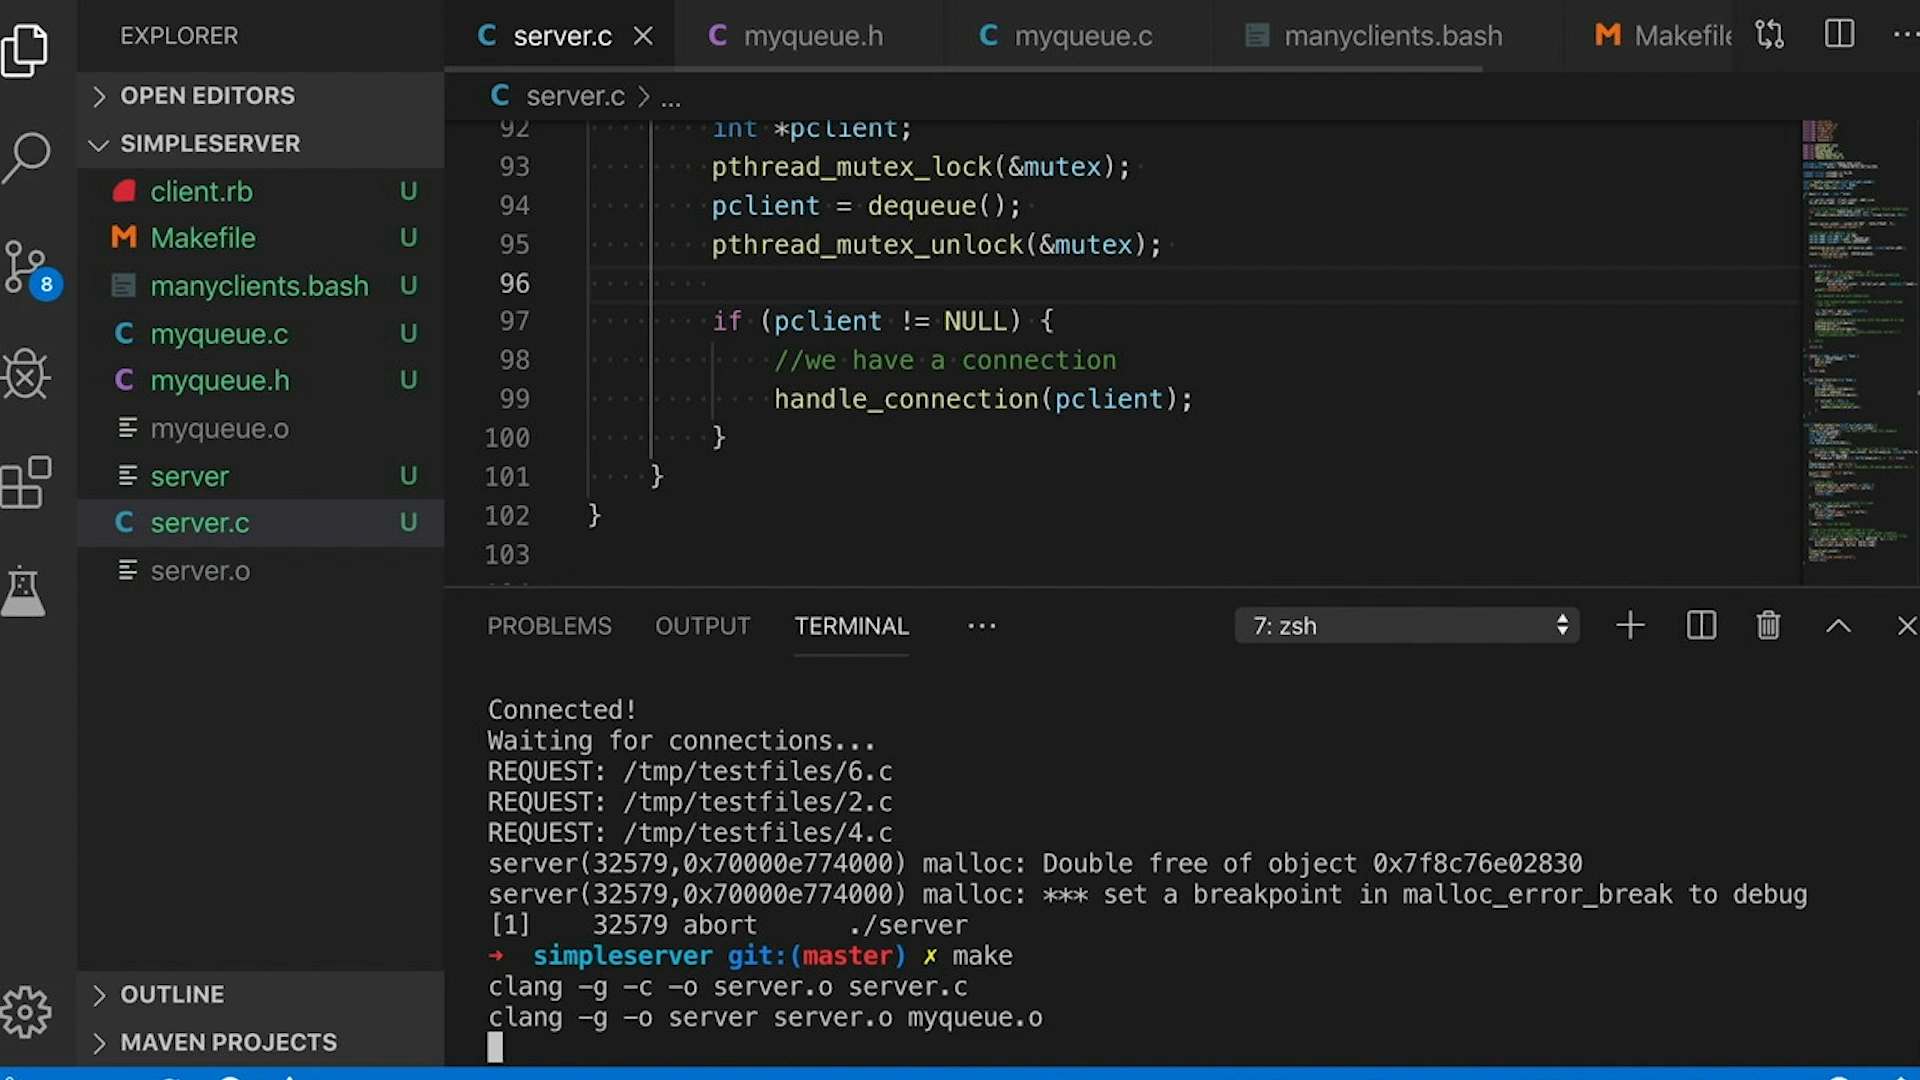 EXPLORER
OPEN EDITORS
SIMPLESERVER
client.rb U
Makefile U
manyclients.bash U
myqueue.c U
myqueue.h U
myqueue.o
server U
server.c U
server.o
OUTLINE
MAVEN PROJECTS
8
server.c myqueue.h myqueue.c manyclients.bash Makefile
server.c > ...
92 int *pclient;
93 pthread_mutex_lock(&mutex);
94 pclient = dequeue();
95 pthread_mutex_unlock(&mutex);
96
97 if (pclient != NULL) {
98 //we have a connection
99 handle_connection(pclient);
100 }
101 }
102 }
103
PROBLEMS OUTPUT TERMINAL ... 7: zsh
Connected!
Waiting for connections...
REQUEST: /tmp/testfiles/6.c
REQUEST: /tmp/testfiles/2.c
REQUEST: /tmp/testfiles/4.c
server(32579,0x70000e774000) malloc: Double free of object 0x7f8c76e02830
server(32579,0x70000e774000) malloc: *** set a breakpoint in malloc_error_break to debug
[1] 32579 abort ./server
➜ simpleserver git:(master) ✗ make
clang -g -c -o server.o server.c
clang -g -o server server.o myqueue.o